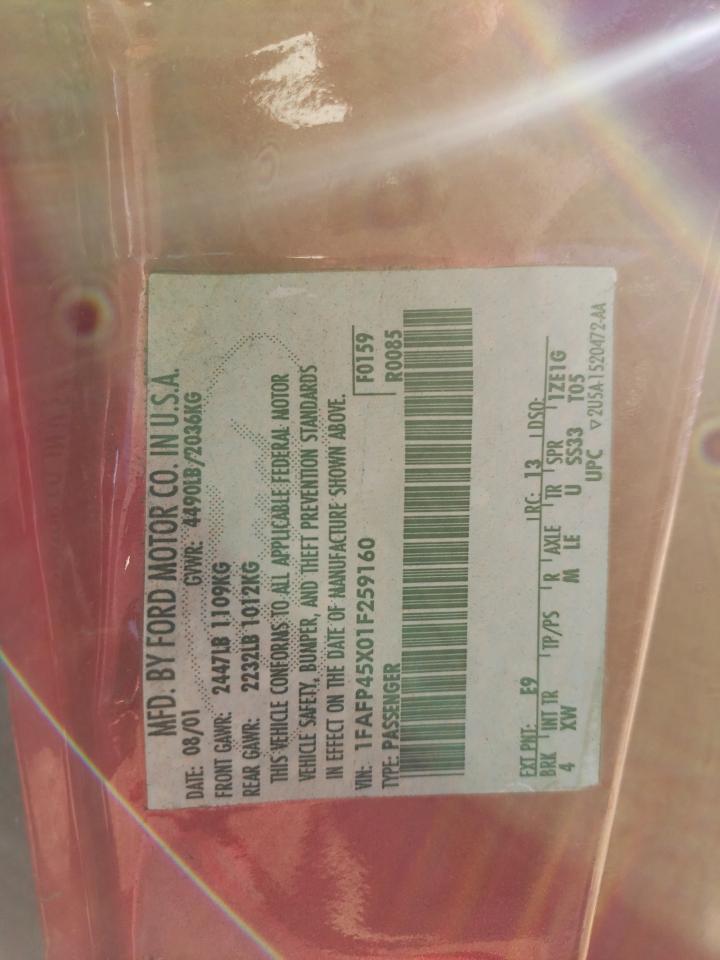 MFD. BY FORD MOTOR CO. IN U.S.A.
DATE: 08/01 GVWR: 4490LB/2036KG
FRONT GAWR: 2447LB 1109KG
REAR GAWR: 2232LB 1012KG
THIS VEHICLE CONFORMS TO ALL APPLICABLE FEDERAL MOTOR
VEHICLE SAFETY, BUMPER, AND THEFT PREVENTION STANDARDS
IN EFFECT ON THE DATE OF MANUFACTURE SHOWN ABOVE.
VIN: 1FAFP45X01F259160 F0159
TYPE: PASSENGER R0085
EXT PNT: E9 RC: 13 DSO:
BRK INT TR TP/PS R AXLE TR SPR 1ZE1G
4 XW M LE U SS33 T05
UPC ▽2U5A-1520472-AA